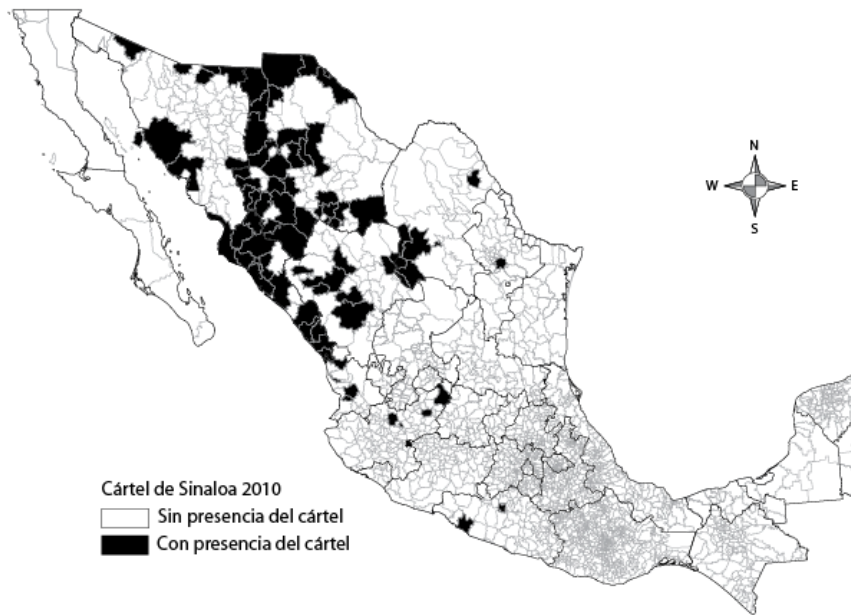 N
W E
S
Cártel de Sinaloa 2010
Sin presencia del cártel
Con presencia del cártel